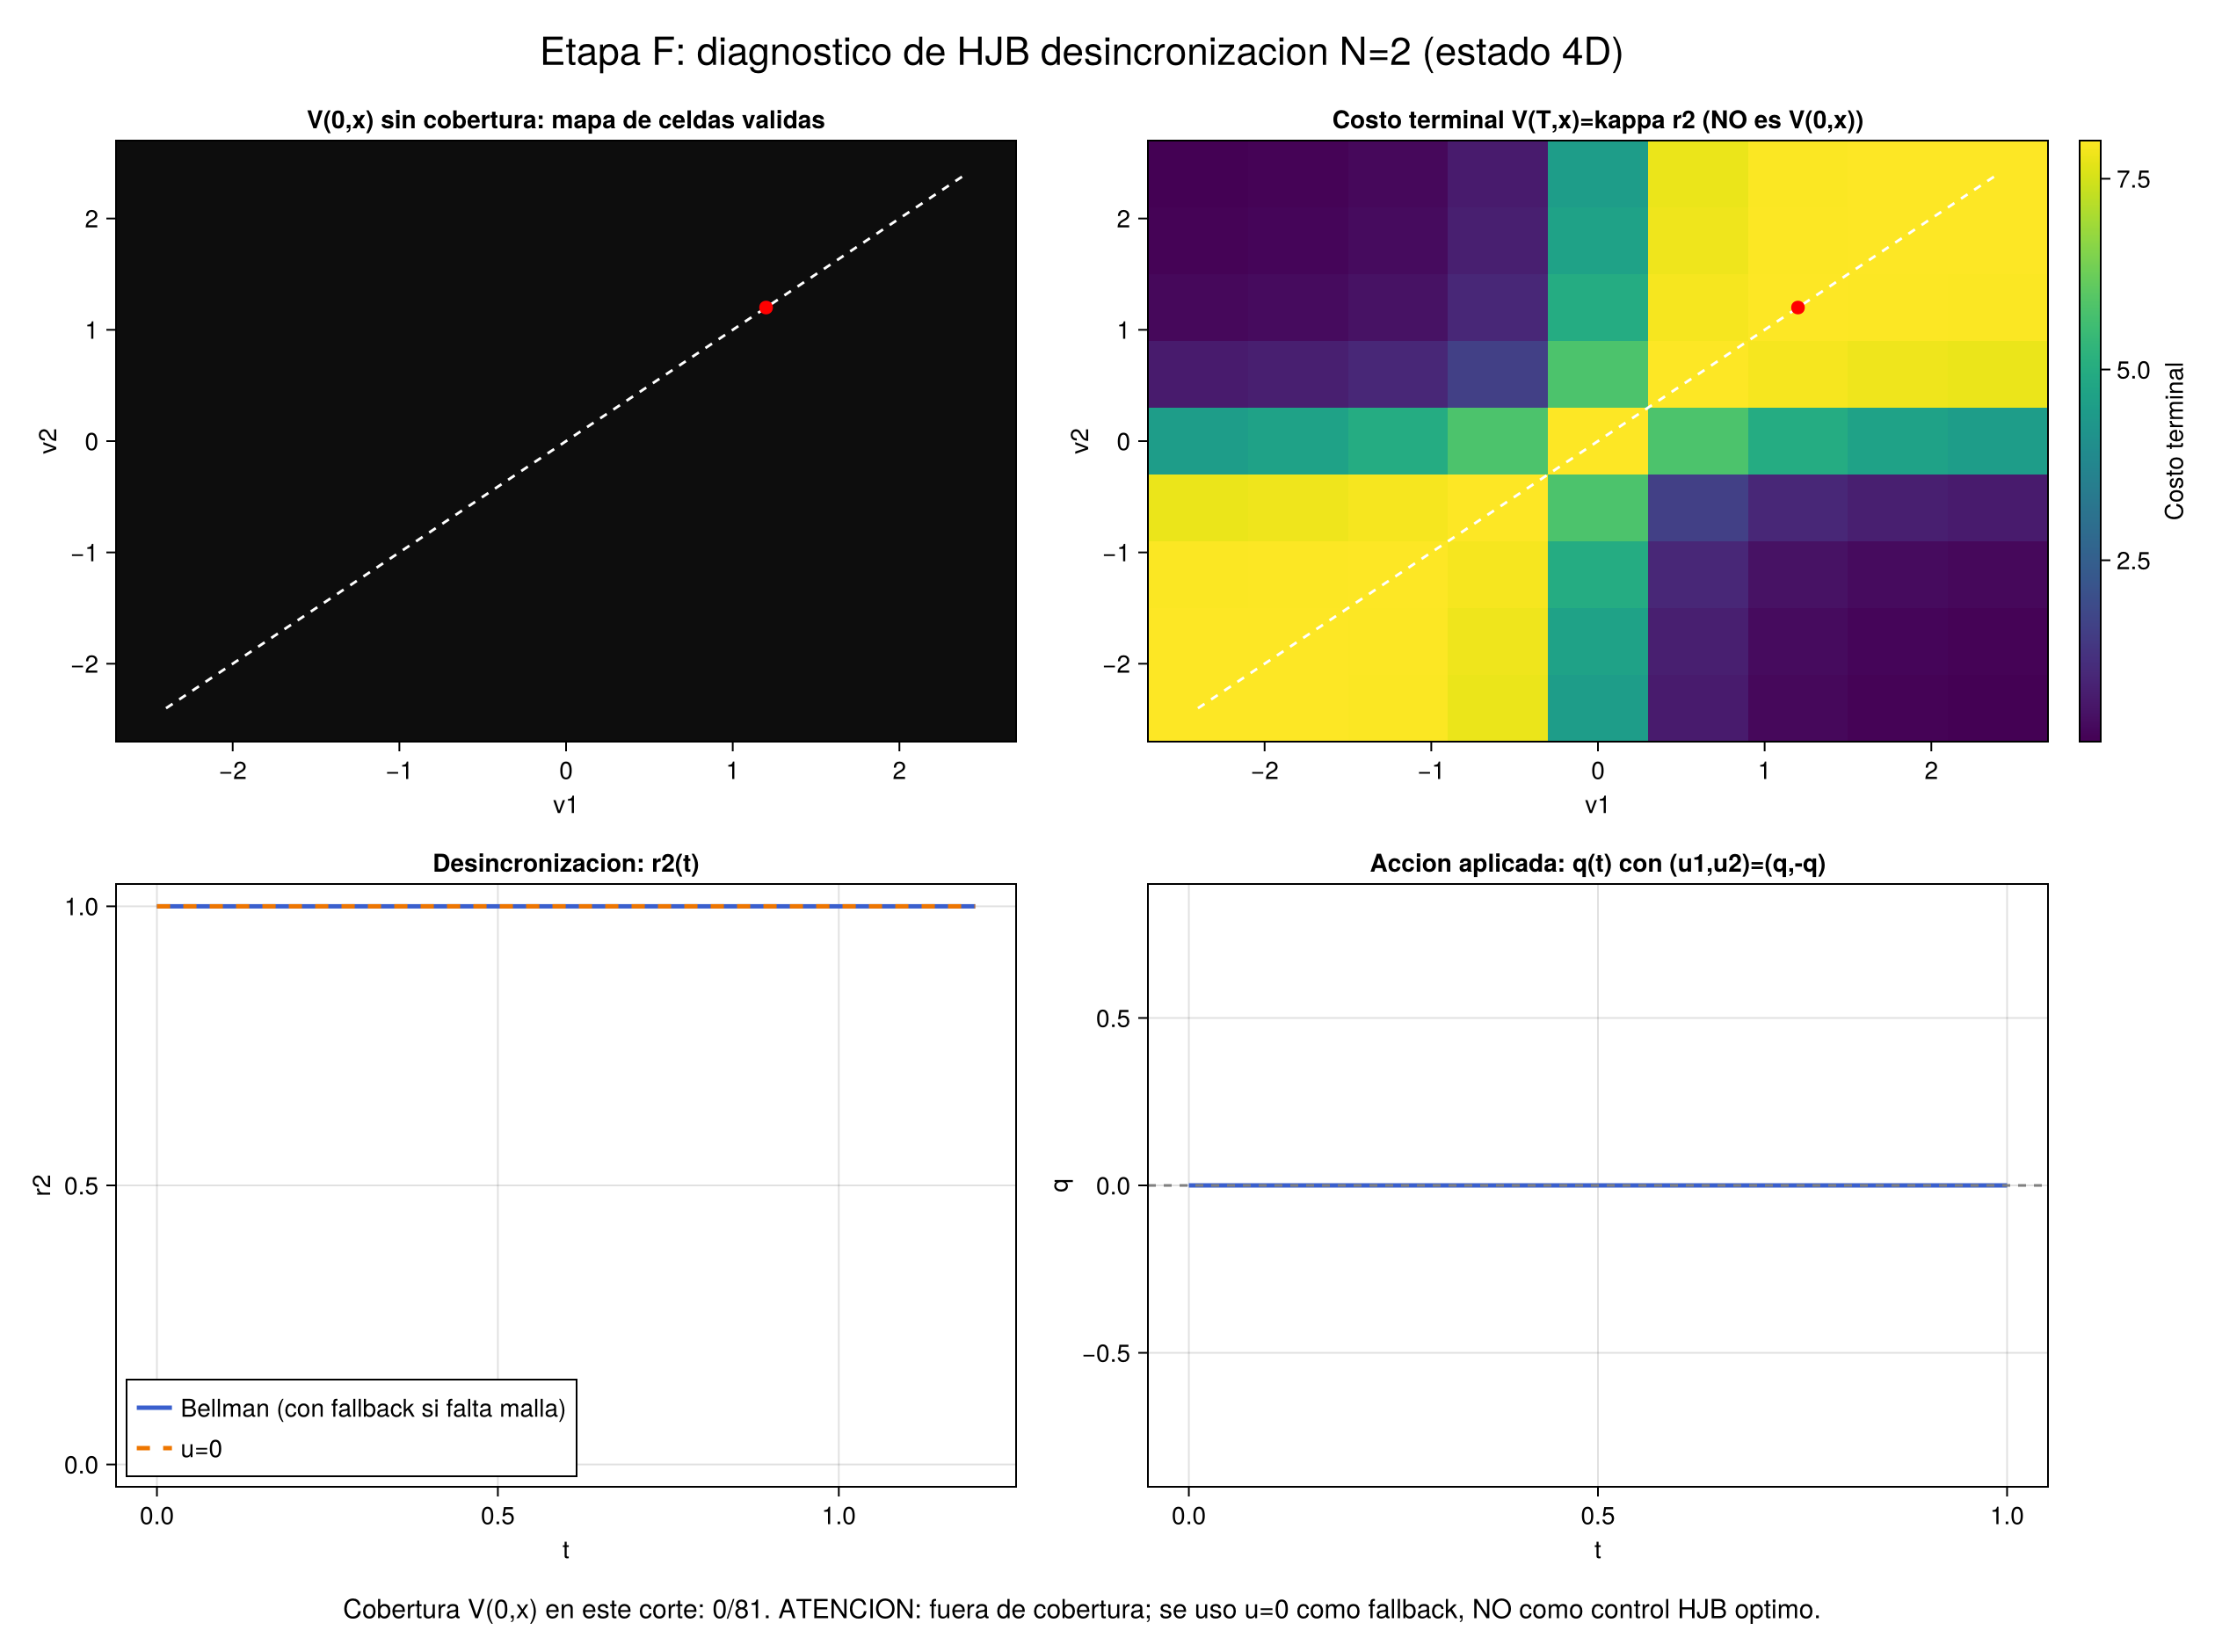 Etapa F: diagnostico de HJB desincronizacion N=2 (estado 4D)
V(0,x) sin cobertura: mapa de celdas validas
2
1
0
−1
−2
v2
−2
−1
0
1
2
v1
Costo terminal V(T,x)=kappa r2 (NO es V(0,x))
2
1
0
−1
−2
v2
−2
−1
0
1
2
v1
7.5
5.0
2.5
Costo terminal
Desincronizacion: r2(t)
1.0
0.5
0.0
r2
Bellman (con fallback si falta malla)
u=0
0.0
0.5
1.0
t
Accion aplicada: q(t) con (u1,u2)=(q,-q)
0.5
0.0
−0.5
q
0.0
0.5
1.0
t
Cobertura V(0,x) en este corte: 0/81. ATENCION: fuera de cobertura; se uso u=0 como fallback, NO como control HJB optimo.